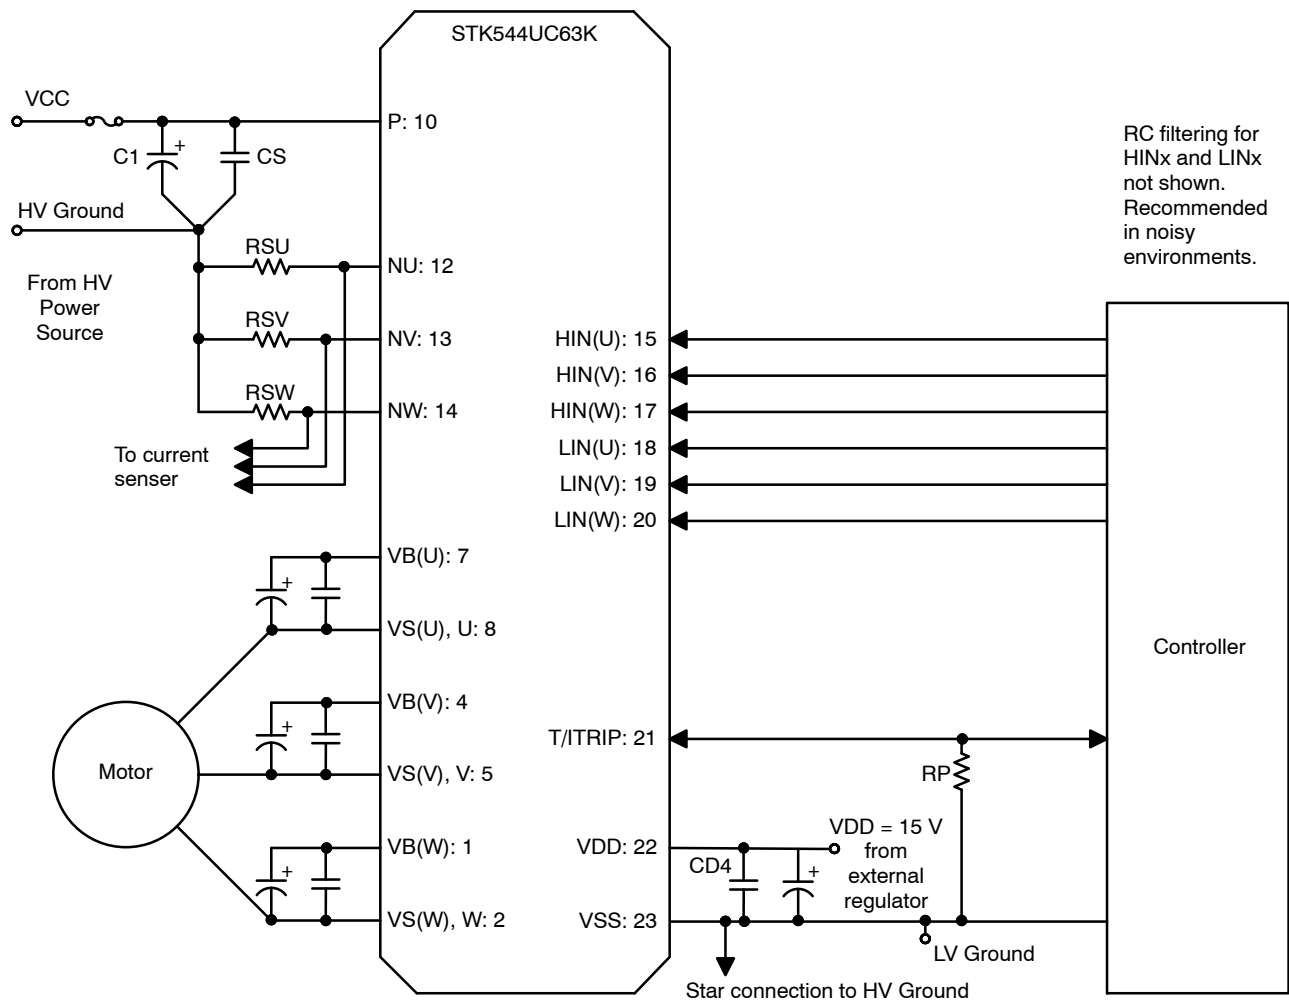 STK544UC63K
VCC
P: 10
C1
+
CS
HV Ground
From HV
Power
Source
RSU
NU: 12
RSV
NV: 13
RSW
NW: 14
To current
senser
RC filtering for
HINx and LINx
not shown.
Recommended
in noisy
environments.
HIN(U): 15
HIN(V): 16
HIN(W): 17
LIN(U): 18
LIN(V): 19
LIN(W): 20
VB(U): 7
+
VS(U), U: 8
VB(V): 4
+
VS(V), V: 5
VB(W): 1
+
VS(W), W: 2
Motor
Controller
T/ITRIP: 21
RP
VDD: 22
CD4
+
VDD = 15 V
from
external
regulator
VSS: 23
LV Ground
Star connection to HV Ground